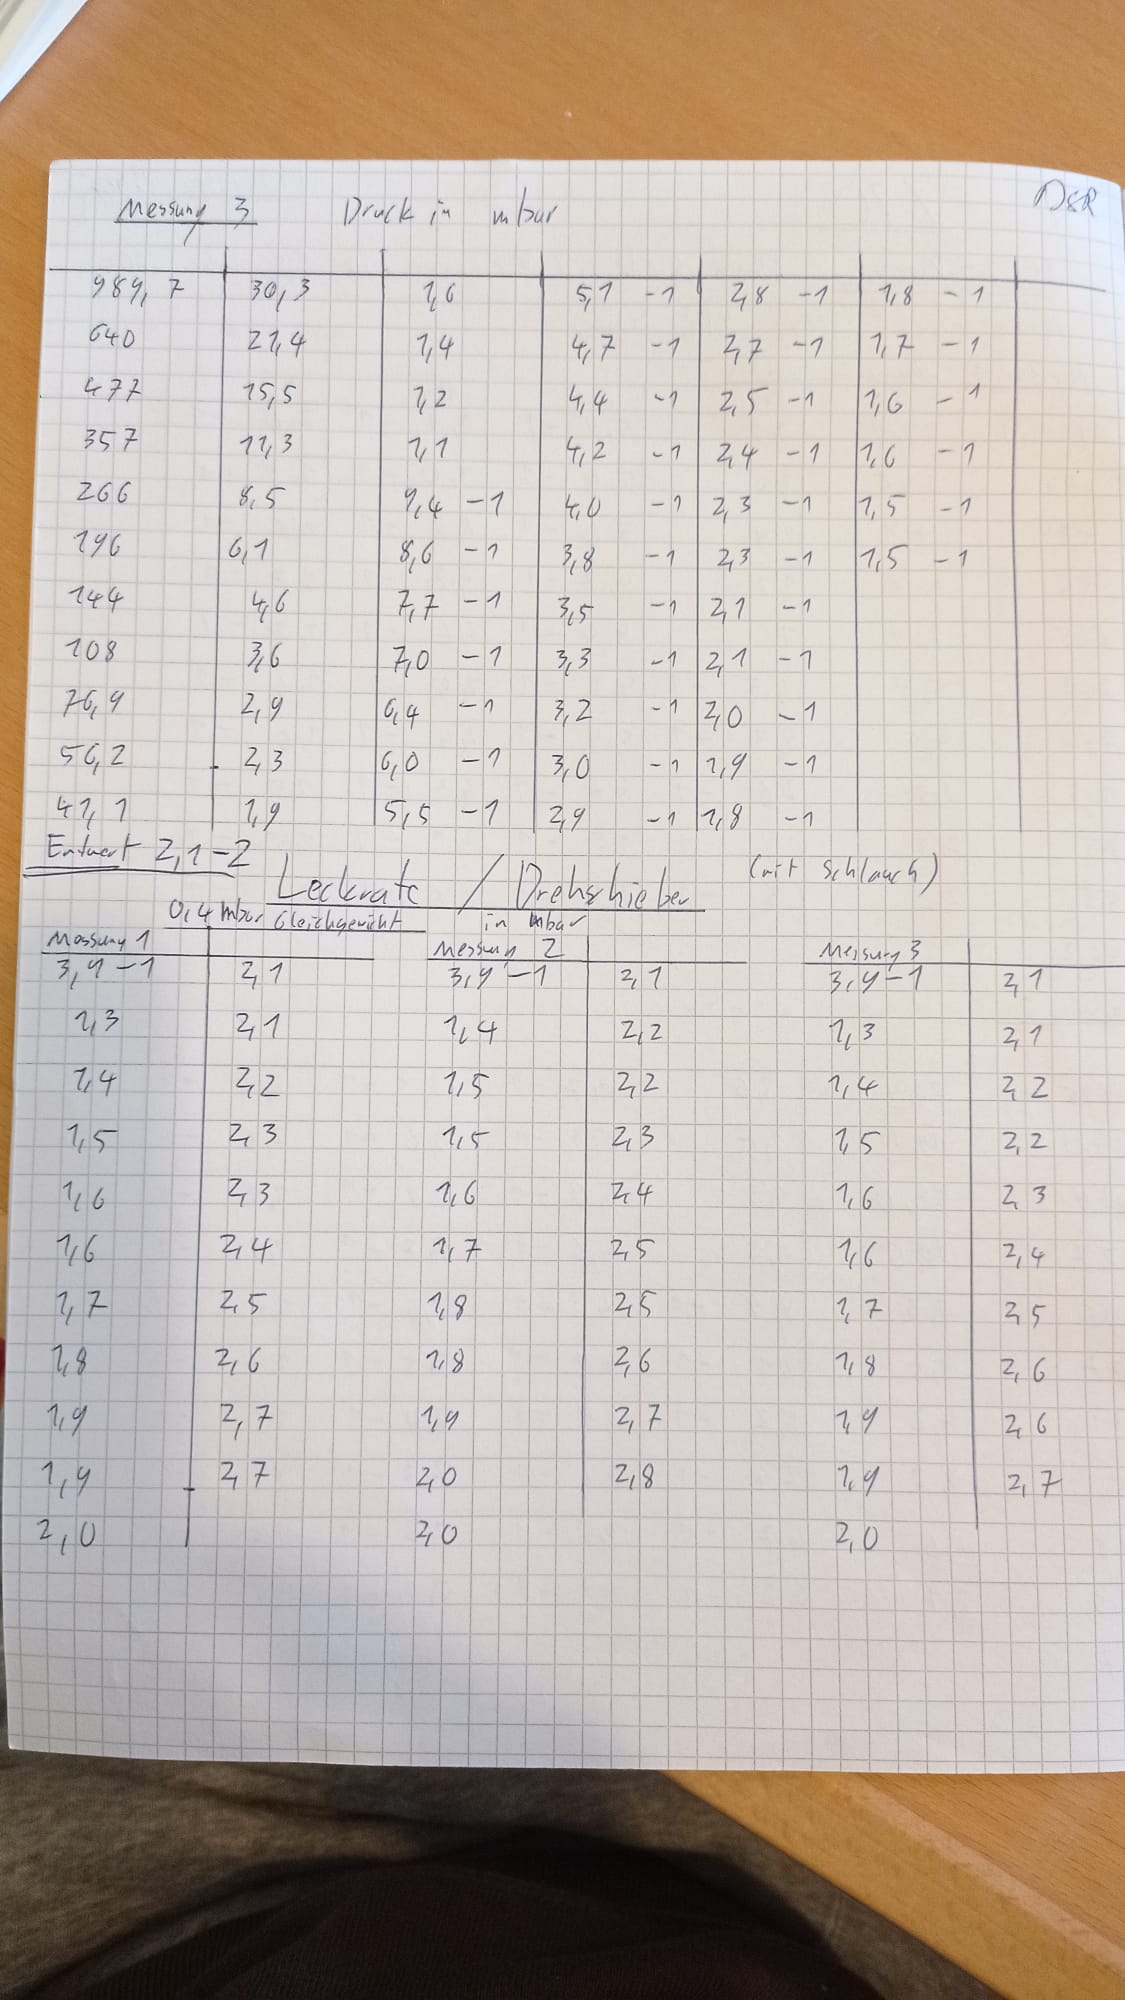 Messung 3 Druck in mbar
989,7 30,3 1,6 5,1 -1 2,8 -1 1,8 -1
640 21,4 1,4 4,7 -1 2,7 -1 1,7 -1
477 15,5 1,2 4,4 -1 2,5 -1 1,6 -1
357 11,3 1,1 4,2 -1 2,4 -1 1,6 -1
266 8,5 9,4 -1 4,0 -1 2,3 -1 1,5 -1
196 6,1 8,6 -1 3,8 -1 2,3 -1 1,5 -1
144 4,6 7,7 -1 3,5 -1 2,1 -1
108 3,6 7,0 -1 3,3 -1 2,1 -1
76,9 2,9 6,4 -1 3,2 -1 2,0 -1
56,2 2,3 6,0 -1 3,0 -1 1,9 -1
41,1 1,9 5,5 -1 2,9 -1 1,8 -1
Entwert 2,1-2
Leckrate / Drehschieber (mit Schlauch)
0,4 mbar Gleichgewicht in mbar
Messung 1 Messung 2 Messung 3
3,9-1 2,1 3,9-1 2,1 3,9-1 2,1
1,3 2,1 1,4 2,2 1,3 2,1
1,4 2,2 1,5 2,2 1,4 2,2
1,5 2,3 1,5 2,3 1,5 2,2
1,6 2,3 1,6 2,4 1,6 2,3
1,6 2,4 1,7 2,5 1,6 2,4
1,7 2,5 1,8 2,5 1,7 2,5
1,8 2,6 1,8 2,6 1,8 2,6
1,9 2,7 1,9 2,7 1,9 2,6
1,9 2,7 2,0 2,8 1,9 2,7
2,0 2,0 2,0